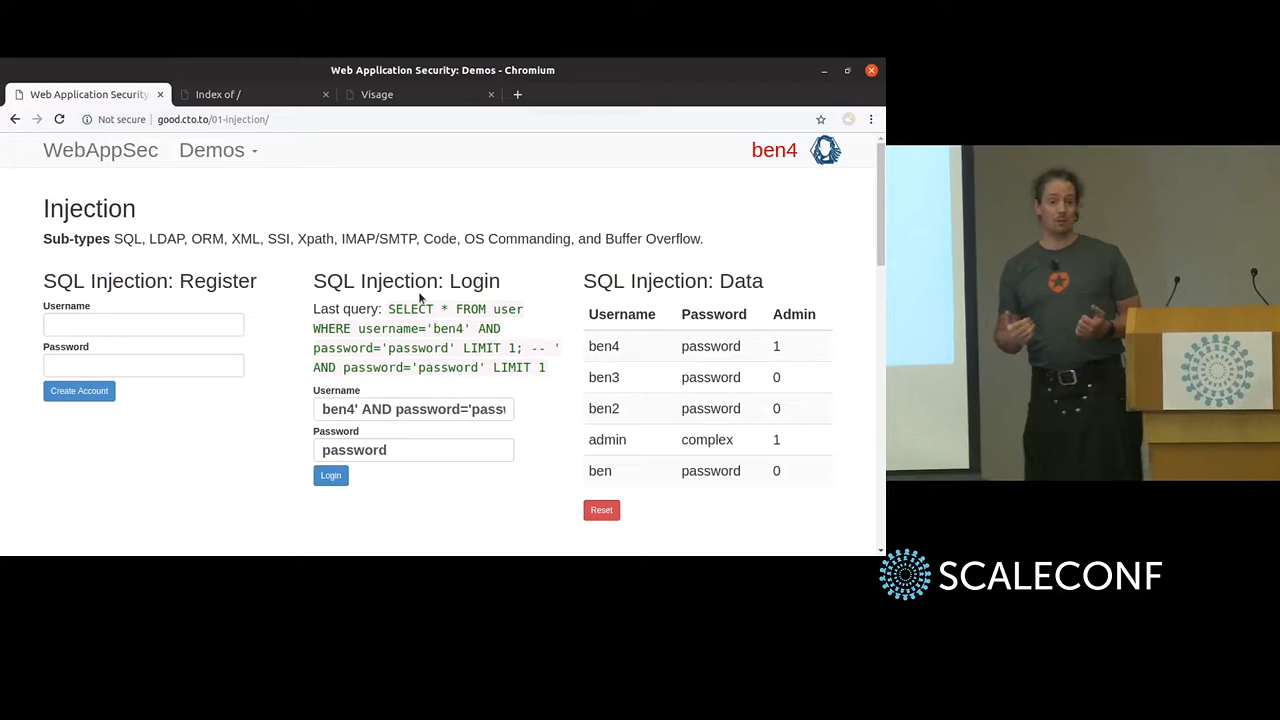 Web Application Security: Demos - Chromium
Web Application Security:
Index of /
Visage
Not secure
good.cto.to/01-injection/
WebAppSec
Demos
ben4
Injection
Sub-types SQL, LDAP, ORM, XML, SSI, Xpath, IMAP/SMTP, Code, OS Commanding, and Buffer Overflow.
SQL Injection: Register
Username
Password
Create Account
SQL Injection: Login
Last query: SELECT * FROM user
WHERE username='ben4' AND
password='password' LIMIT 1; -- '
AND password='password' LIMIT 1
Username
ben4' AND password='passw
Password
password
Login
SQL Injection: Data
Username Password Admin
ben4 password 1
ben3 password 0
ben2 password 0
admin complex 1
ben password 0
Reset
SCALECONF